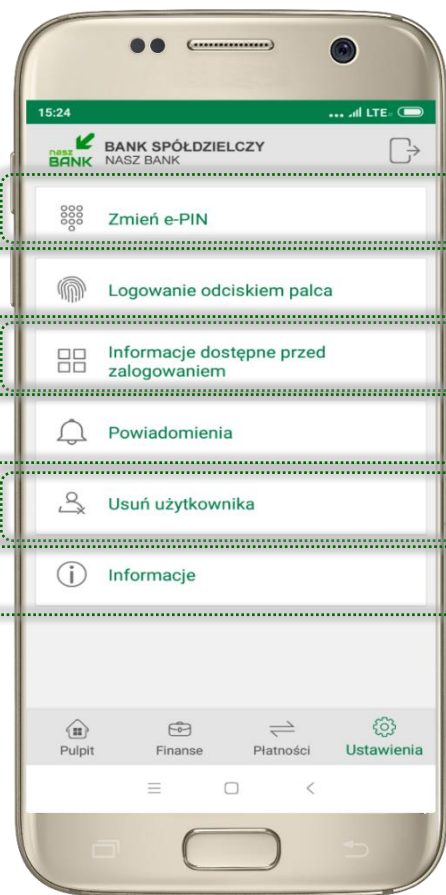 15:24
LTE
nasz
BANK
BANK SPÓŁDZIELCZY
NASZ BANK
Zmień e-PIN
Logowanie odciskiem palca
Informacje dostępne przed
zalogowaniem
Powiadomienia
Usuń użytkownika
Informacje
Pulpit Finanse Płatności Ustawienia